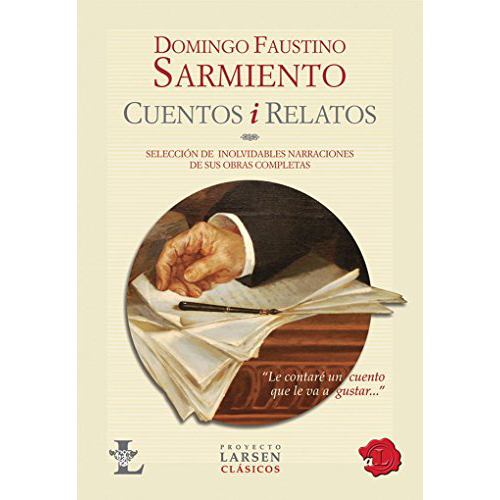 DOMINGO FAUSTINO
SARMIENTO
CUENTOS i RELATOS
SELECCIÓN DE INOLVIDABLES NARRACIONES
DE SUS OBRAS COMPLETAS
"Le contaré un cuento
que le va a gustar..."
L
PROYECTO
LARSEN
CLÁSICOS
aL